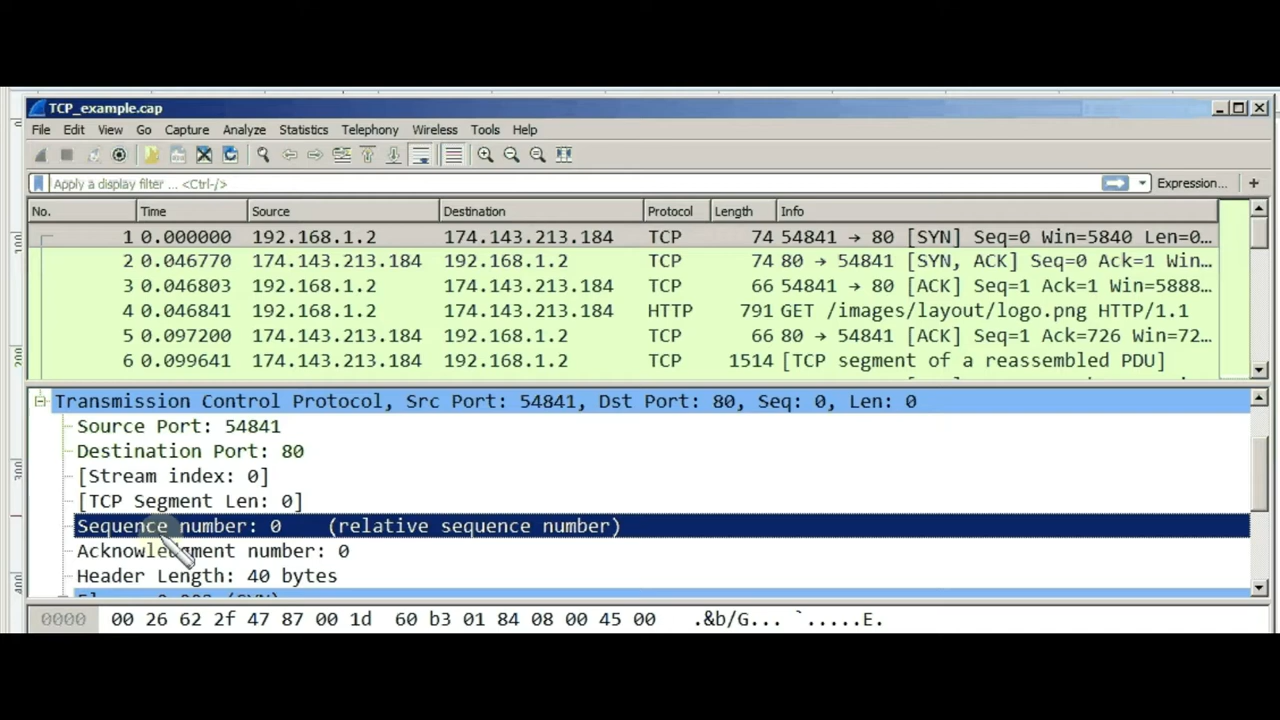 TCP_example.cap
File Edit View Go Capture Analyze Statistics Telephony Wireless Tools Help
Apply a display filter ... <Ctrl-/> Expression... +
No. Time Source Destination Protocol Length Info
1 0.000000 192.168.1.2 174.143.213.184 TCP 74 54841 → 80 [SYN] Seq=0 Win=5840 Len=0…
2 0.046770 174.143.213.184 192.168.1.2 TCP 74 80 → 54841 [SYN, ACK] Seq=0 Ack=1 Win…
3 0.046803 192.168.1.2 174.143.213.184 TCP 66 54841 → 80 [ACK] Seq=1 Ack=1 Win=5888…
4 0.046841 192.168.1.2 174.143.213.184 HTTP 791 GET /images/layout/logo.png HTTP/1.1
5 0.097200 174.143.213.184 192.168.1.2 TCP 66 80 → 54841 [ACK] Seq=1 Ack=726 Win=72…
6 0.099641 174.143.213.184 192.168.1.2 TCP 1514 [TCP segment of a reassembled PDU]
Transmission Control Protocol, Src Port: 54841, Dst Port: 80, Seq: 0, Len: 0
Source Port: 54841
Destination Port: 80
[Stream index: 0]
[TCP Segment Len: 0]
Sequence number: 0 (relative sequence number)
Acknowledgment number: 0
Header Length: 40 bytes
0000 00 26 62 2f 47 87 00 1d 60 b3 01 84 08 00 45 00 .&b/G... `.....E.